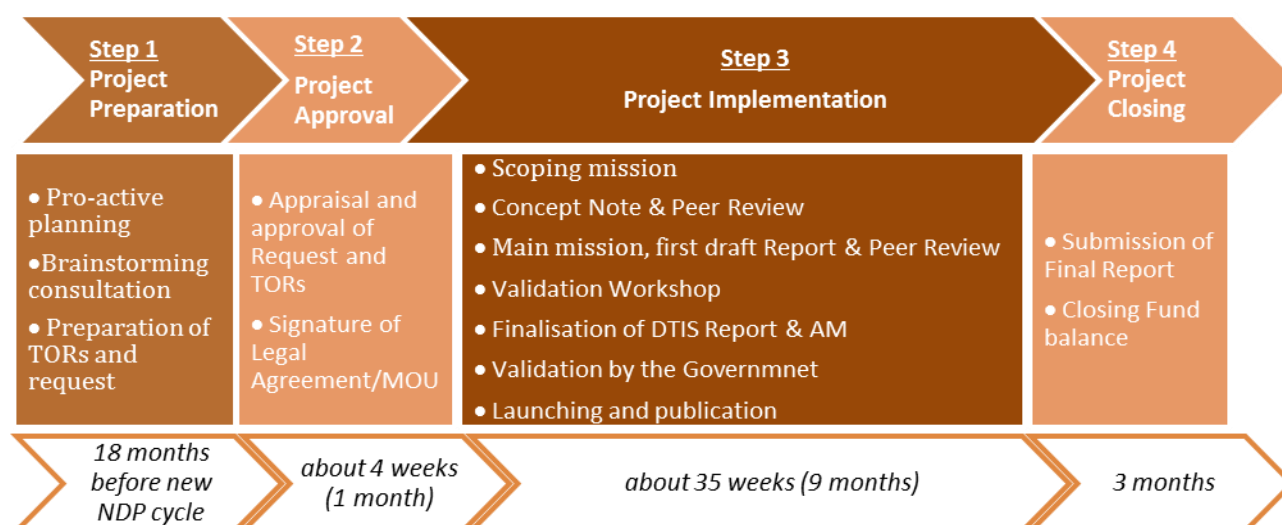 Step 1
Project
Preparation
Step 2
Project
Approval
Step 3
Project Implementation
Step 4
Project
Closing
• Pro-active
planning
•Brainstorming
consultation
• Preparation of
TORs and
request
• Appraisal and
approval of
Request and
TORs
• Signature of
Legal
Agreement/MOU
• Scoping mission
• Concept Note & Peer Review
• Main mission, first draft Report & Peer Review
• Validation Workshop
• Finalisation of DTIS Report & AM
• Validation by the Governmnet
• Launching and publication
• Submission of
Final Report
• Closing Fund
balance
18 months
before new
NDP cycle
about 4 weeks
(1 month)
about 35 weeks (9 months)
3 months